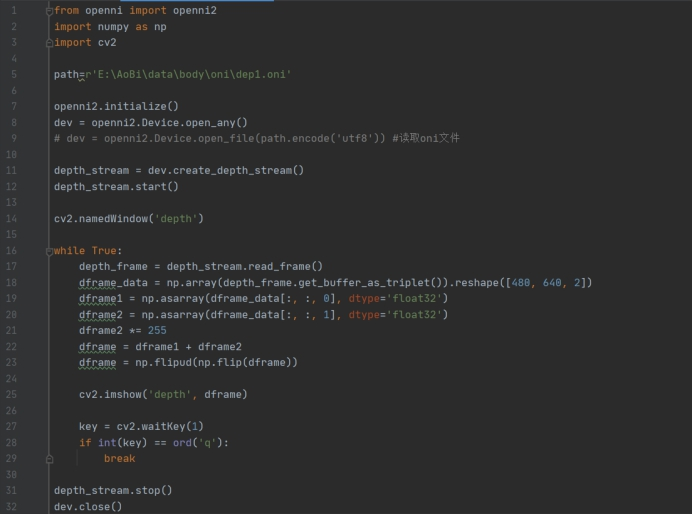 1 from openni import openni2
2 import numpy as np
3 import cv2
4
5 path=r'E:\AoBi\data\body\oni\dep1.oni'
6
7 openni2.initialize()
8 dev = openni2.Device.open_any()
9 # dev = openni2.Device.open_file(path.encode('utf8')) #读取oni文件
10
11 depth_stream = dev.create_depth_stream()
12 depth_stream.start()
13
14 cv2.namedWindow('depth')
15
16 while True:
17     depth_frame = depth_stream.read_frame()
18     dframe_data = np.array(depth_frame.get_buffer_as_triplet()).reshape([480, 640, 2])
19     dframe1 = np.asarray(dframe_data[:, :, 0], dtype='float32')
20     dframe2 = np.asarray(dframe_data[:, :, 1], dtype='float32')
21     dframe2 *= 255
22     dframe = dframe1 + dframe2
23     dframe = np.flipud(np.flip(dframe))
24
25     cv2.imshow('depth', dframe)
26
27     key = cv2.waitKey(1)
28     if int(key) == ord('q'):
29         break
30
31 depth_stream.stop()
32 dev.close()